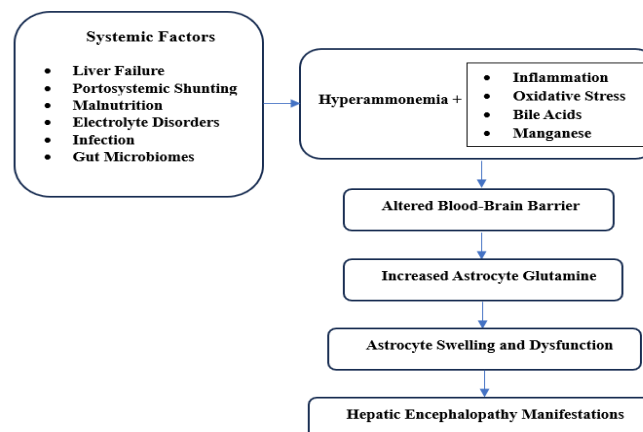 Systemic Factors
• Liver Failure
• Portosystemic Shunting
• Malnutrition
• Electrolyte Disorders
• Infection
• Gut Microbiomes
Hyperammonemia +
• Inflammation
• Oxidative Stress
• Bile Acids
• Manganese
Altered Blood-Brain Barrier
Increased Astrocyte Glutamine
Astrocyte Swelling and Dysfunction
Hepatic Encephalopathy Manifestations